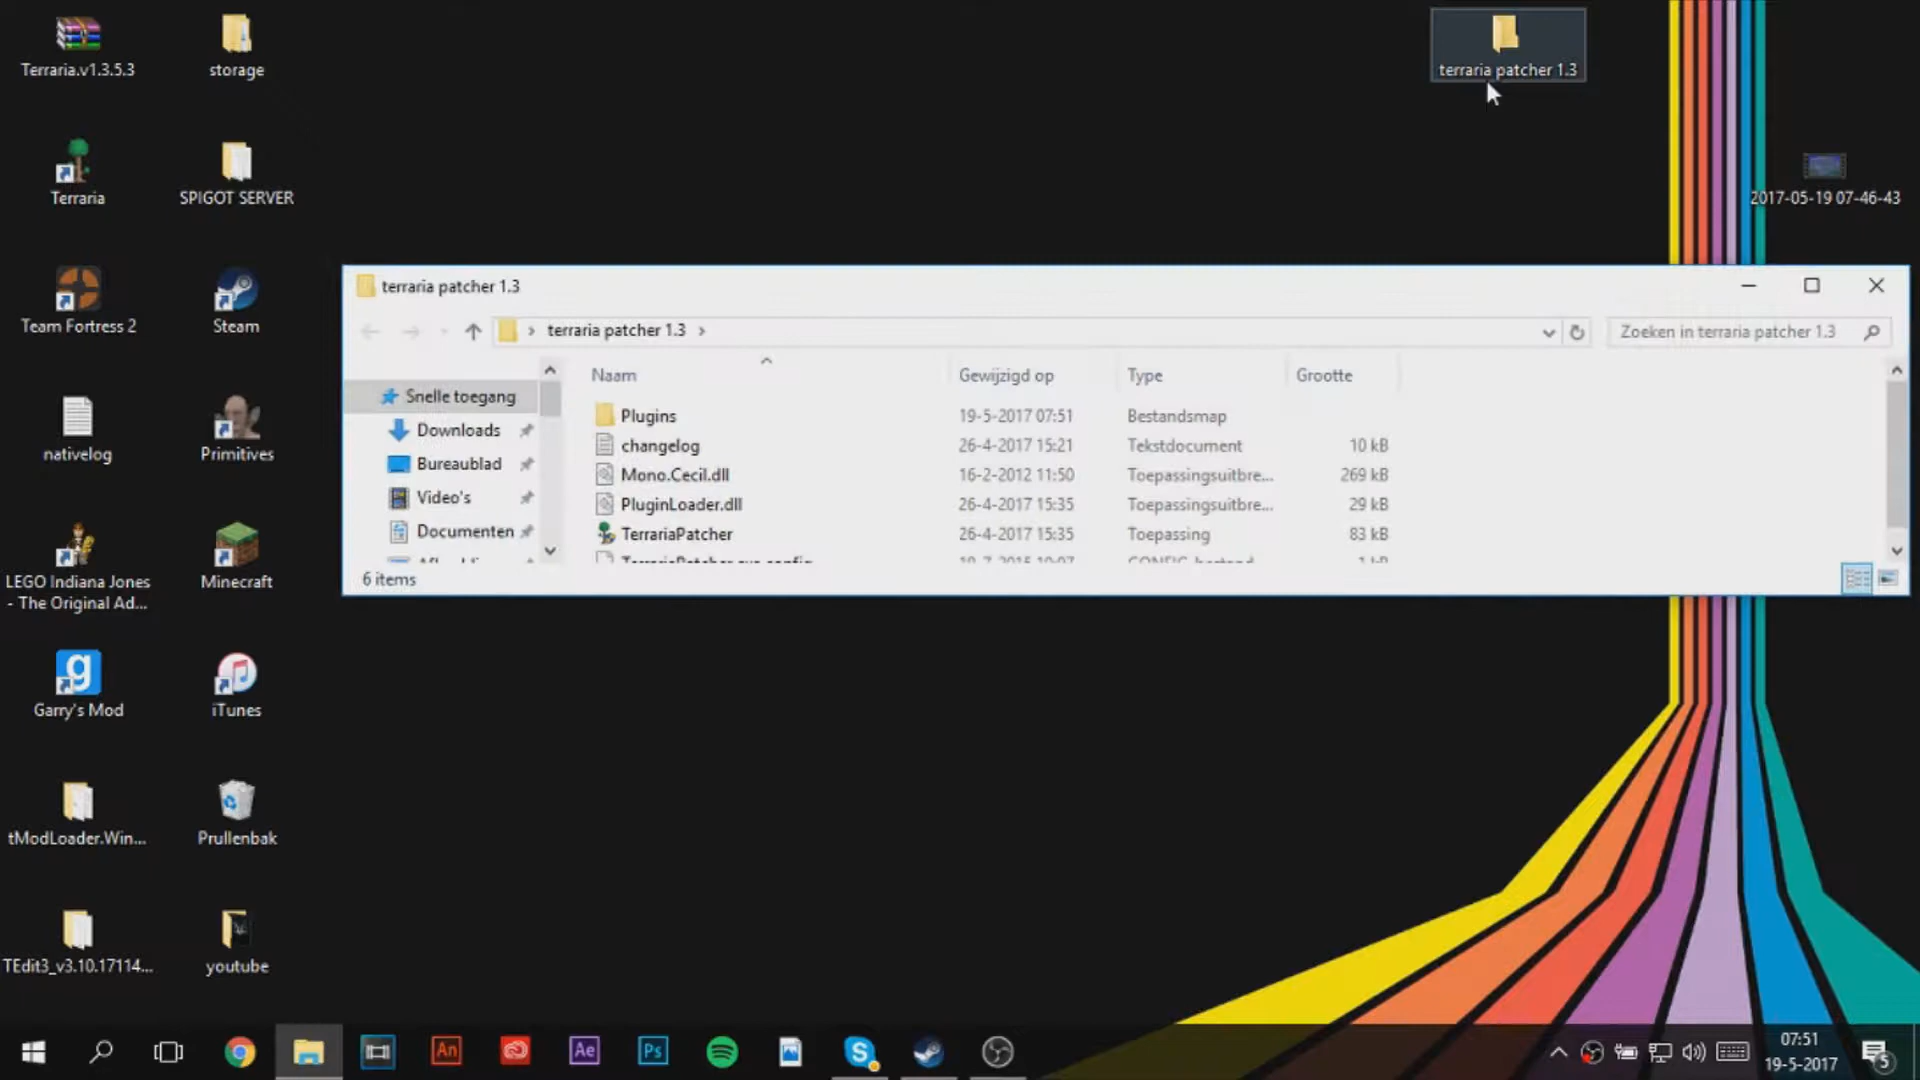 Terraria.v1.3.5.3
storage
terraria patcher 1.3
Terraria
SPIGOT SERVER
2017-05-19 07-46-43
Team Fortress 2
Steam
nativelog
Primitives
LEGO Indiana Jones
- The Original Ad...
Minecraft
Garry's Mod
iTunes
tModLoader.Win...
Prullenbak
TEdit3_v3.10.17114...
youtube
terraria patcher 1.3
terraria patcher 1.3
Zoeken in terraria patcher 1.3
Snelle toegang
Downloads
Bureaublad
Video's
Documenten
Naam Gewijzigd op Type Grootte
Plugins 19-5-2017 07:51 Bestandsmap
changelog 26-4-2017 15:21 Tekstdocument 10 kB
Mono.Cecil.dll 16-2-2012 11:50 Toepassingsuitbre... 269 kB
PluginLoader.dll 26-4-2017 15:35 Toepassingsuitbre... 29 kB
TerrariaPatcher 26-4-2017 15:35 Toepassing 83 kB
6 items
g
An
Ae
Ps
07:51
19-5-2017
5